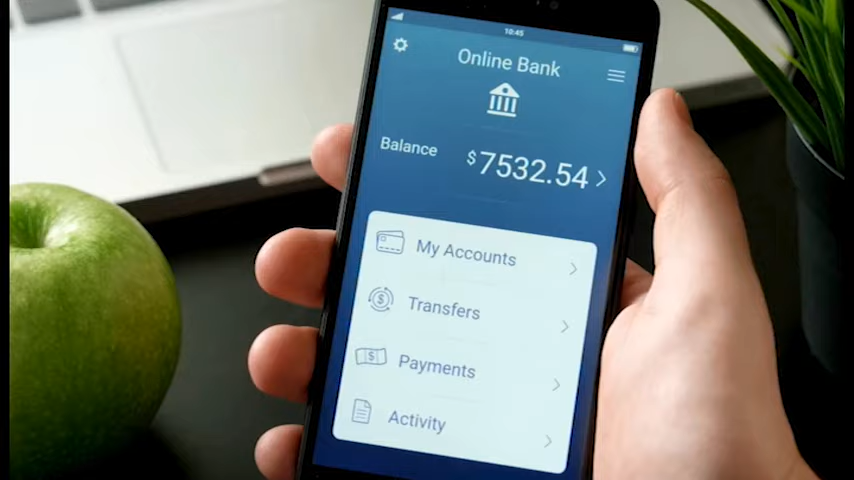 10:45
Online Bank
Balance $7532.54
My Accounts
Transfers
Payments
Activity